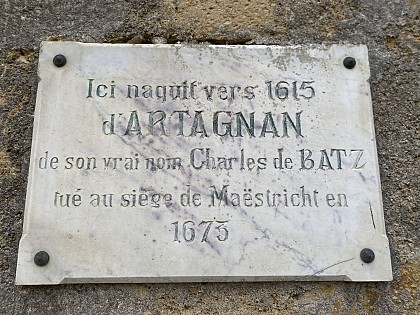 Ici naquit vers 1615
d'ARTAGNAN
de son vrai nom Charles de BATZ
tué au siège de Maëstricht en
1673